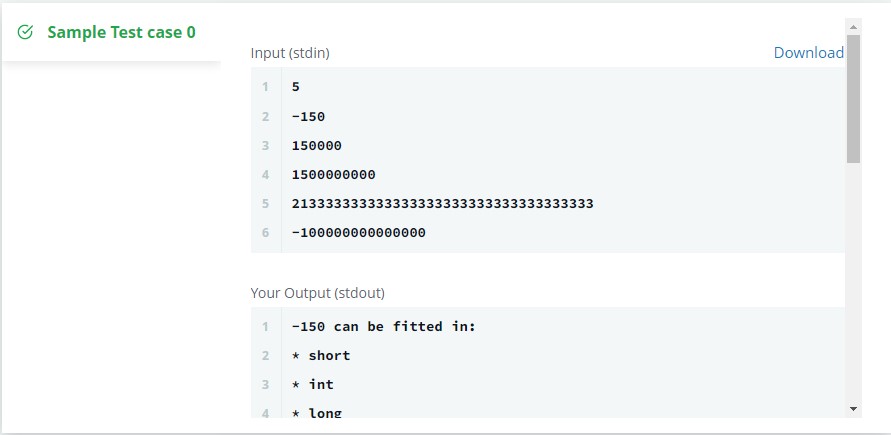 Sample Test case 0
Input (stdin)
Download
1 5
2 -150
3 150000
4 1500000000
5 213333333333333333333333333333333333
6 -100000000000000
Your Output (stdout)
1 -150 can be fitted in:
2 * short
3 * int
4 * long